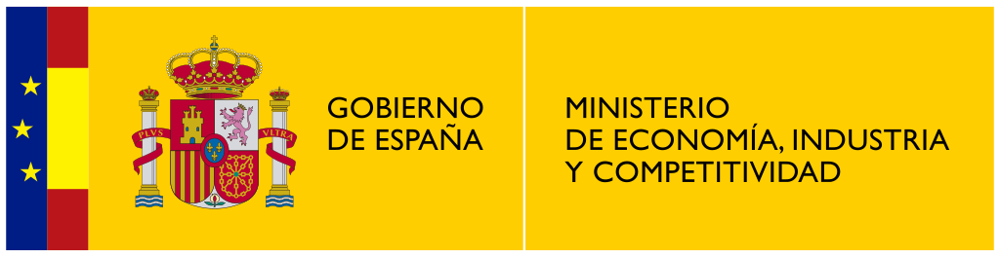 PLVS
VLTRA
GOBIERNO
DE ESPAÑA
MINISTERIO
DE ECONOMÍA, INDUSTRIA
Y COMPETITIVIDAD